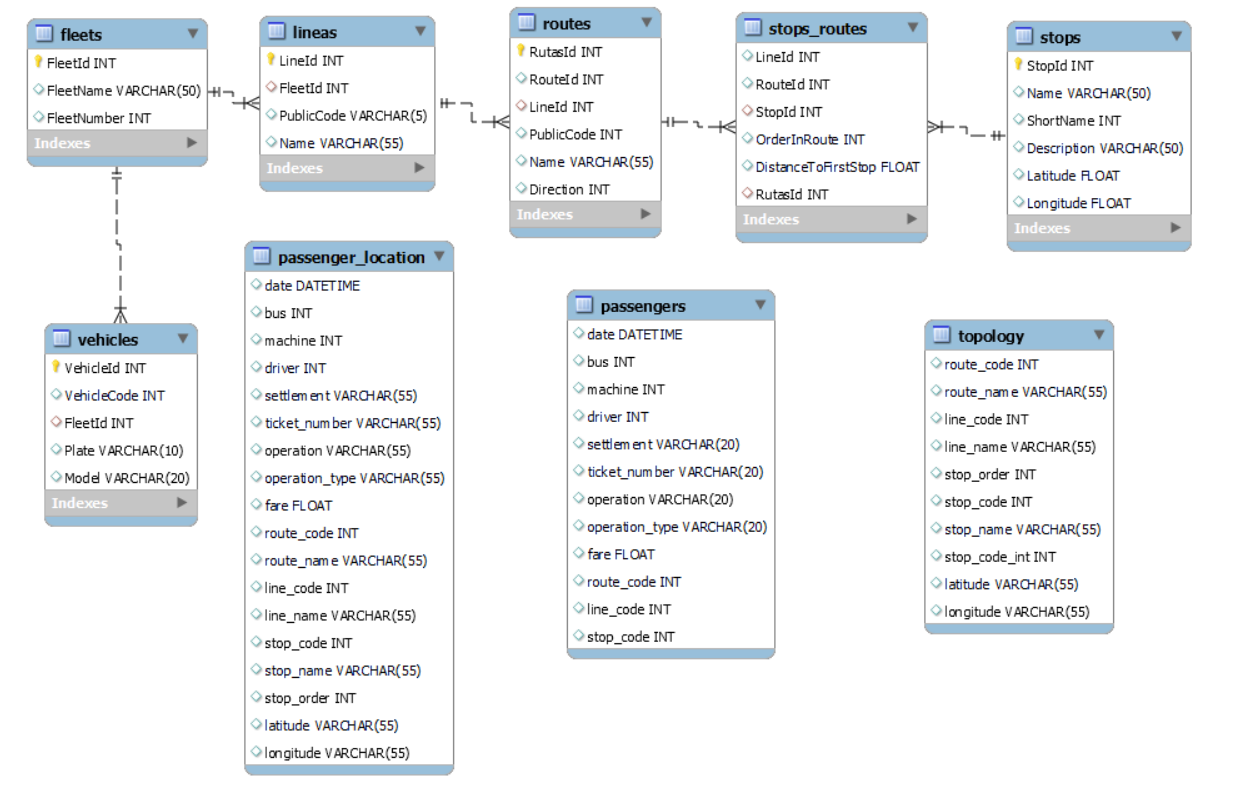 fleets
FleetId INT
FleetName VARCHAR(50)
FleetNumber INT
Indexes
lineas
LineId INT
FleetId INT
PublicCode VARCHAR(5)
Name VARCHAR(55)
Indexes
routes
RutasId INT
RouteId INT
LineId INT
PublicCode INT
Name VARCHAR(55)
Direction INT
Indexes
stops_routes
LineId INT
RouteId INT
StopId INT
OrderInRoute INT
DistanceToFirstStop FLOAT
RutasId INT
Indexes
stops
StopId INT
Name VARCHAR(50)
ShortName INT
Description VARCHAR(50)
Latitude FLOAT
Longitude FLOAT
Indexes
vehicles
VehicleId INT
VehicleCode INT
FleetId INT
Plate VARCHAR(10)
Model VARCHAR(20)
Indexes
passenger_location
date DATETIME
bus INT
machine INT
driver INT
settlement VARCHAR(55)
ticket_number VARCHAR(55)
operation VARCHAR(55)
operation_type VARCHAR(55)
fare FLOAT
route_code INT
route_name VARCHAR(55)
line_code INT
line_name VARCHAR(55)
stop_code INT
stop_name VARCHAR(55)
stop_order INT
latitude VARCHAR(55)
longitude VARCHAR(55)
passengers
date DATETIME
bus INT
machine INT
driver INT
settlement VARCHAR(20)
ticket_number VARCHAR(20)
operation VARCHAR(20)
operation_type VARCHAR(20)
fare FLOAT
route_code INT
line_code INT
stop_code INT
topology
route_code INT
route_name VARCHAR(55)
line_code INT
line_name VARCHAR(55)
stop_order INT
stop_code INT
stop_name VARCHAR(55)
stop_code_int INT
latitude VARCHAR(55)
longitude VARCHAR(55)